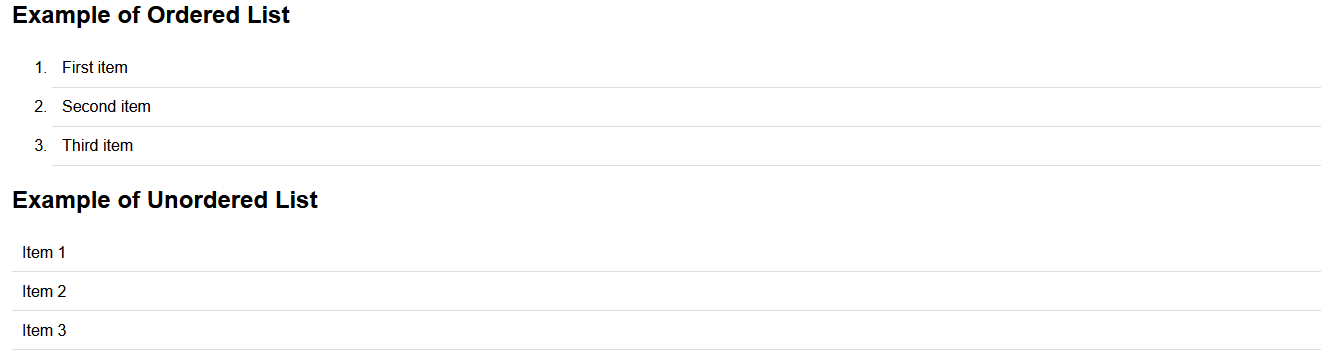 Example of Ordered List
1. First item
2. Second item
3. Third item
Example of Unordered List
Item 1
Item 2
Item 3